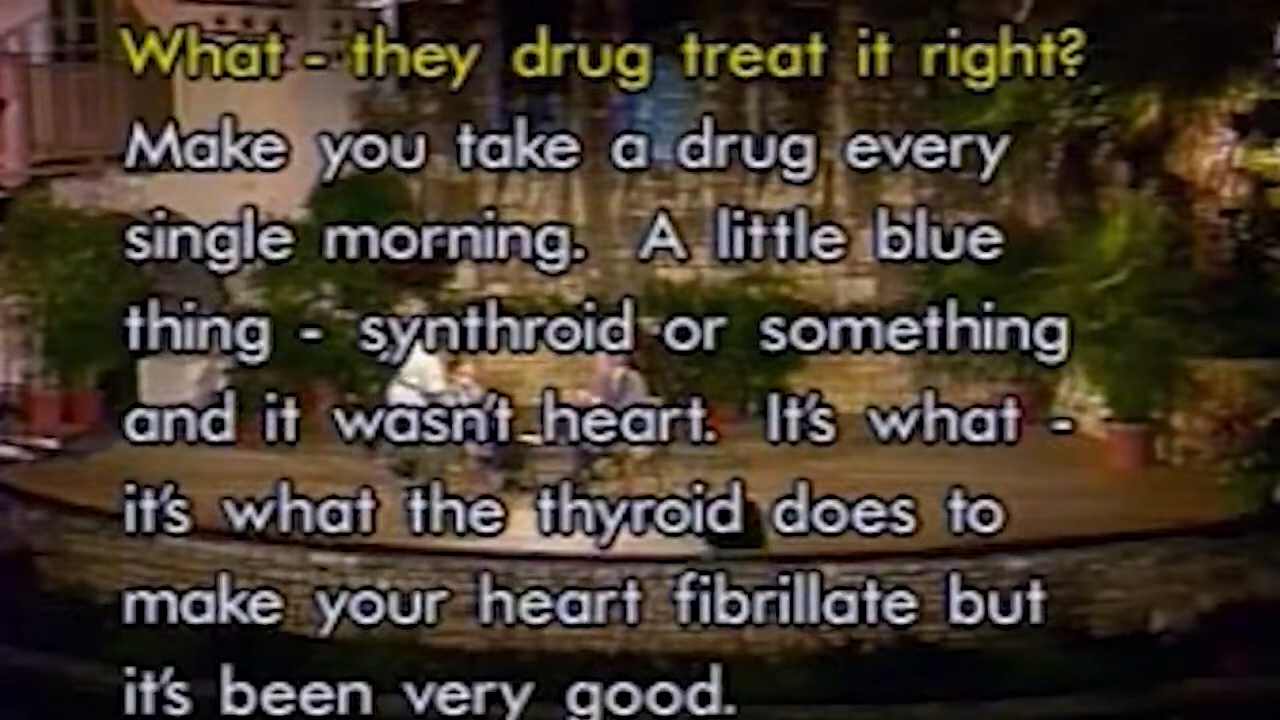 What - they drug treat it right?
Make you take a drug every
single morning.  A little blue
thing - synthroid or something
and it wasn't heart.  It's what -
it's what the thyroid does to
make your heart fibrillate but
it's been very good.